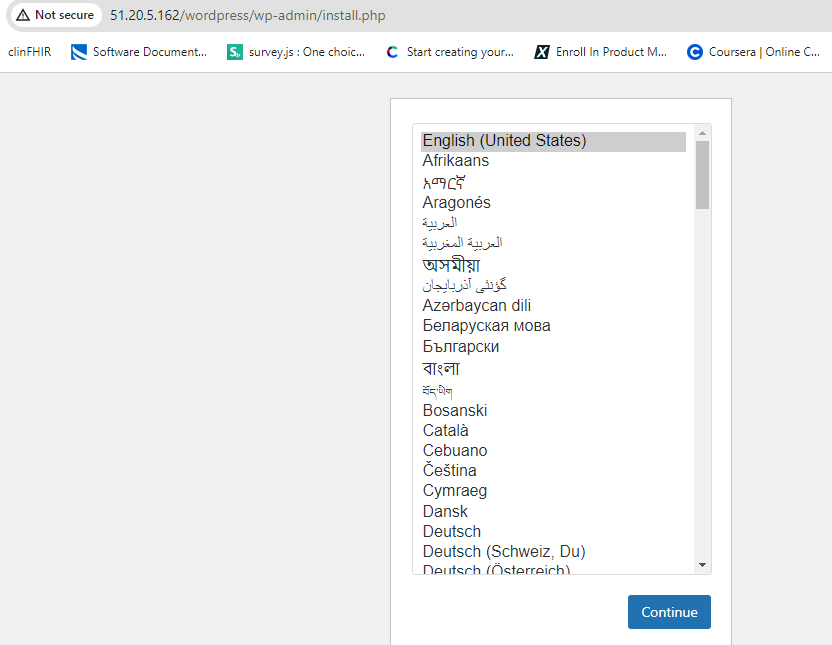 Not secure 51.20.5.162/wordpress/wp-admin/install.php
clinFHIR Software Document... survey.js : One choic... Start creating your... Enroll In Product M... Coursera | Online C...
English (United States)
Afrikaans
አማርኛ
Aragonés
العربية
العربية المغربية
অসমীয়া
گؤنئی آذربایجان
Azərbaycan dili
Беларуская мова
Български
বাংলা
བོད་ཡིག
Bosanski
Català
Cebuano
Čeština
Cymraeg
Dansk
Deutsch
Deutsch (Schweiz, Du)
Deutsch (Österreich)
Continue